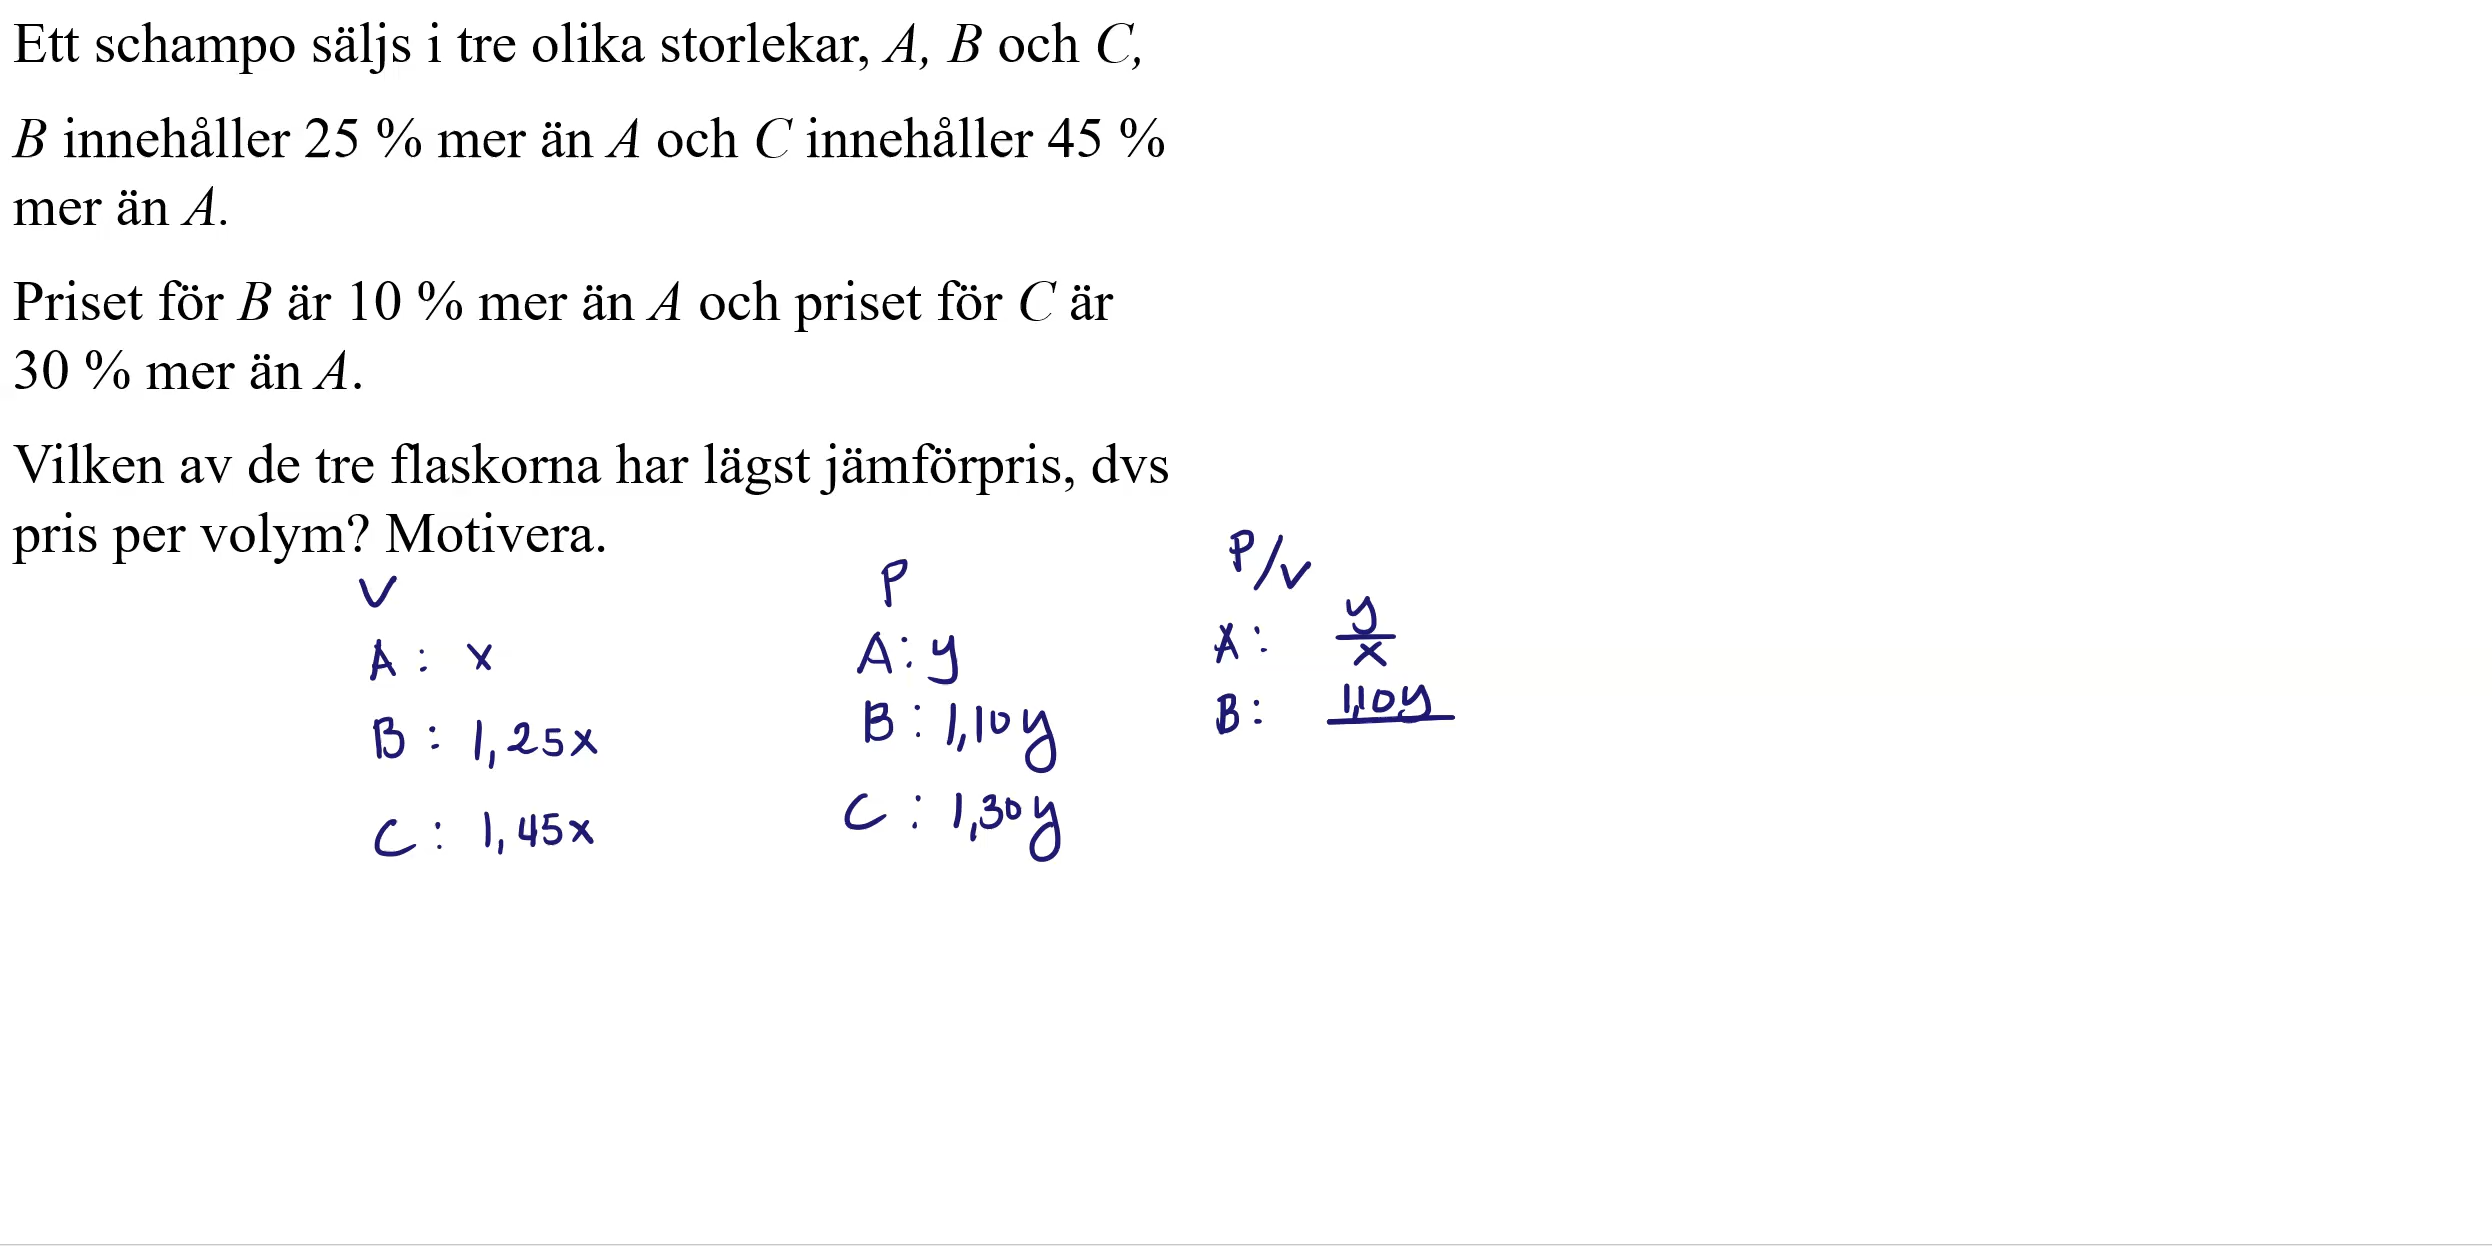 Ett schampo säljs i tre olika storlekar, A, B och C,
B innehåller 25 % mer än A och C innehåller 45 %
mer än A.
Priset för B är 10 % mer än A och priset för C är
30 % mer än A.
Vilken av de tre flaskorna har lägst jämförpris, dvs
pris per volym? Motivera.
V
A: x
B: 1,25x
C: 1,45x
P
A: y
B: 1,10y
C: 1,30y
P/V
A: y/x
B: 1,10y